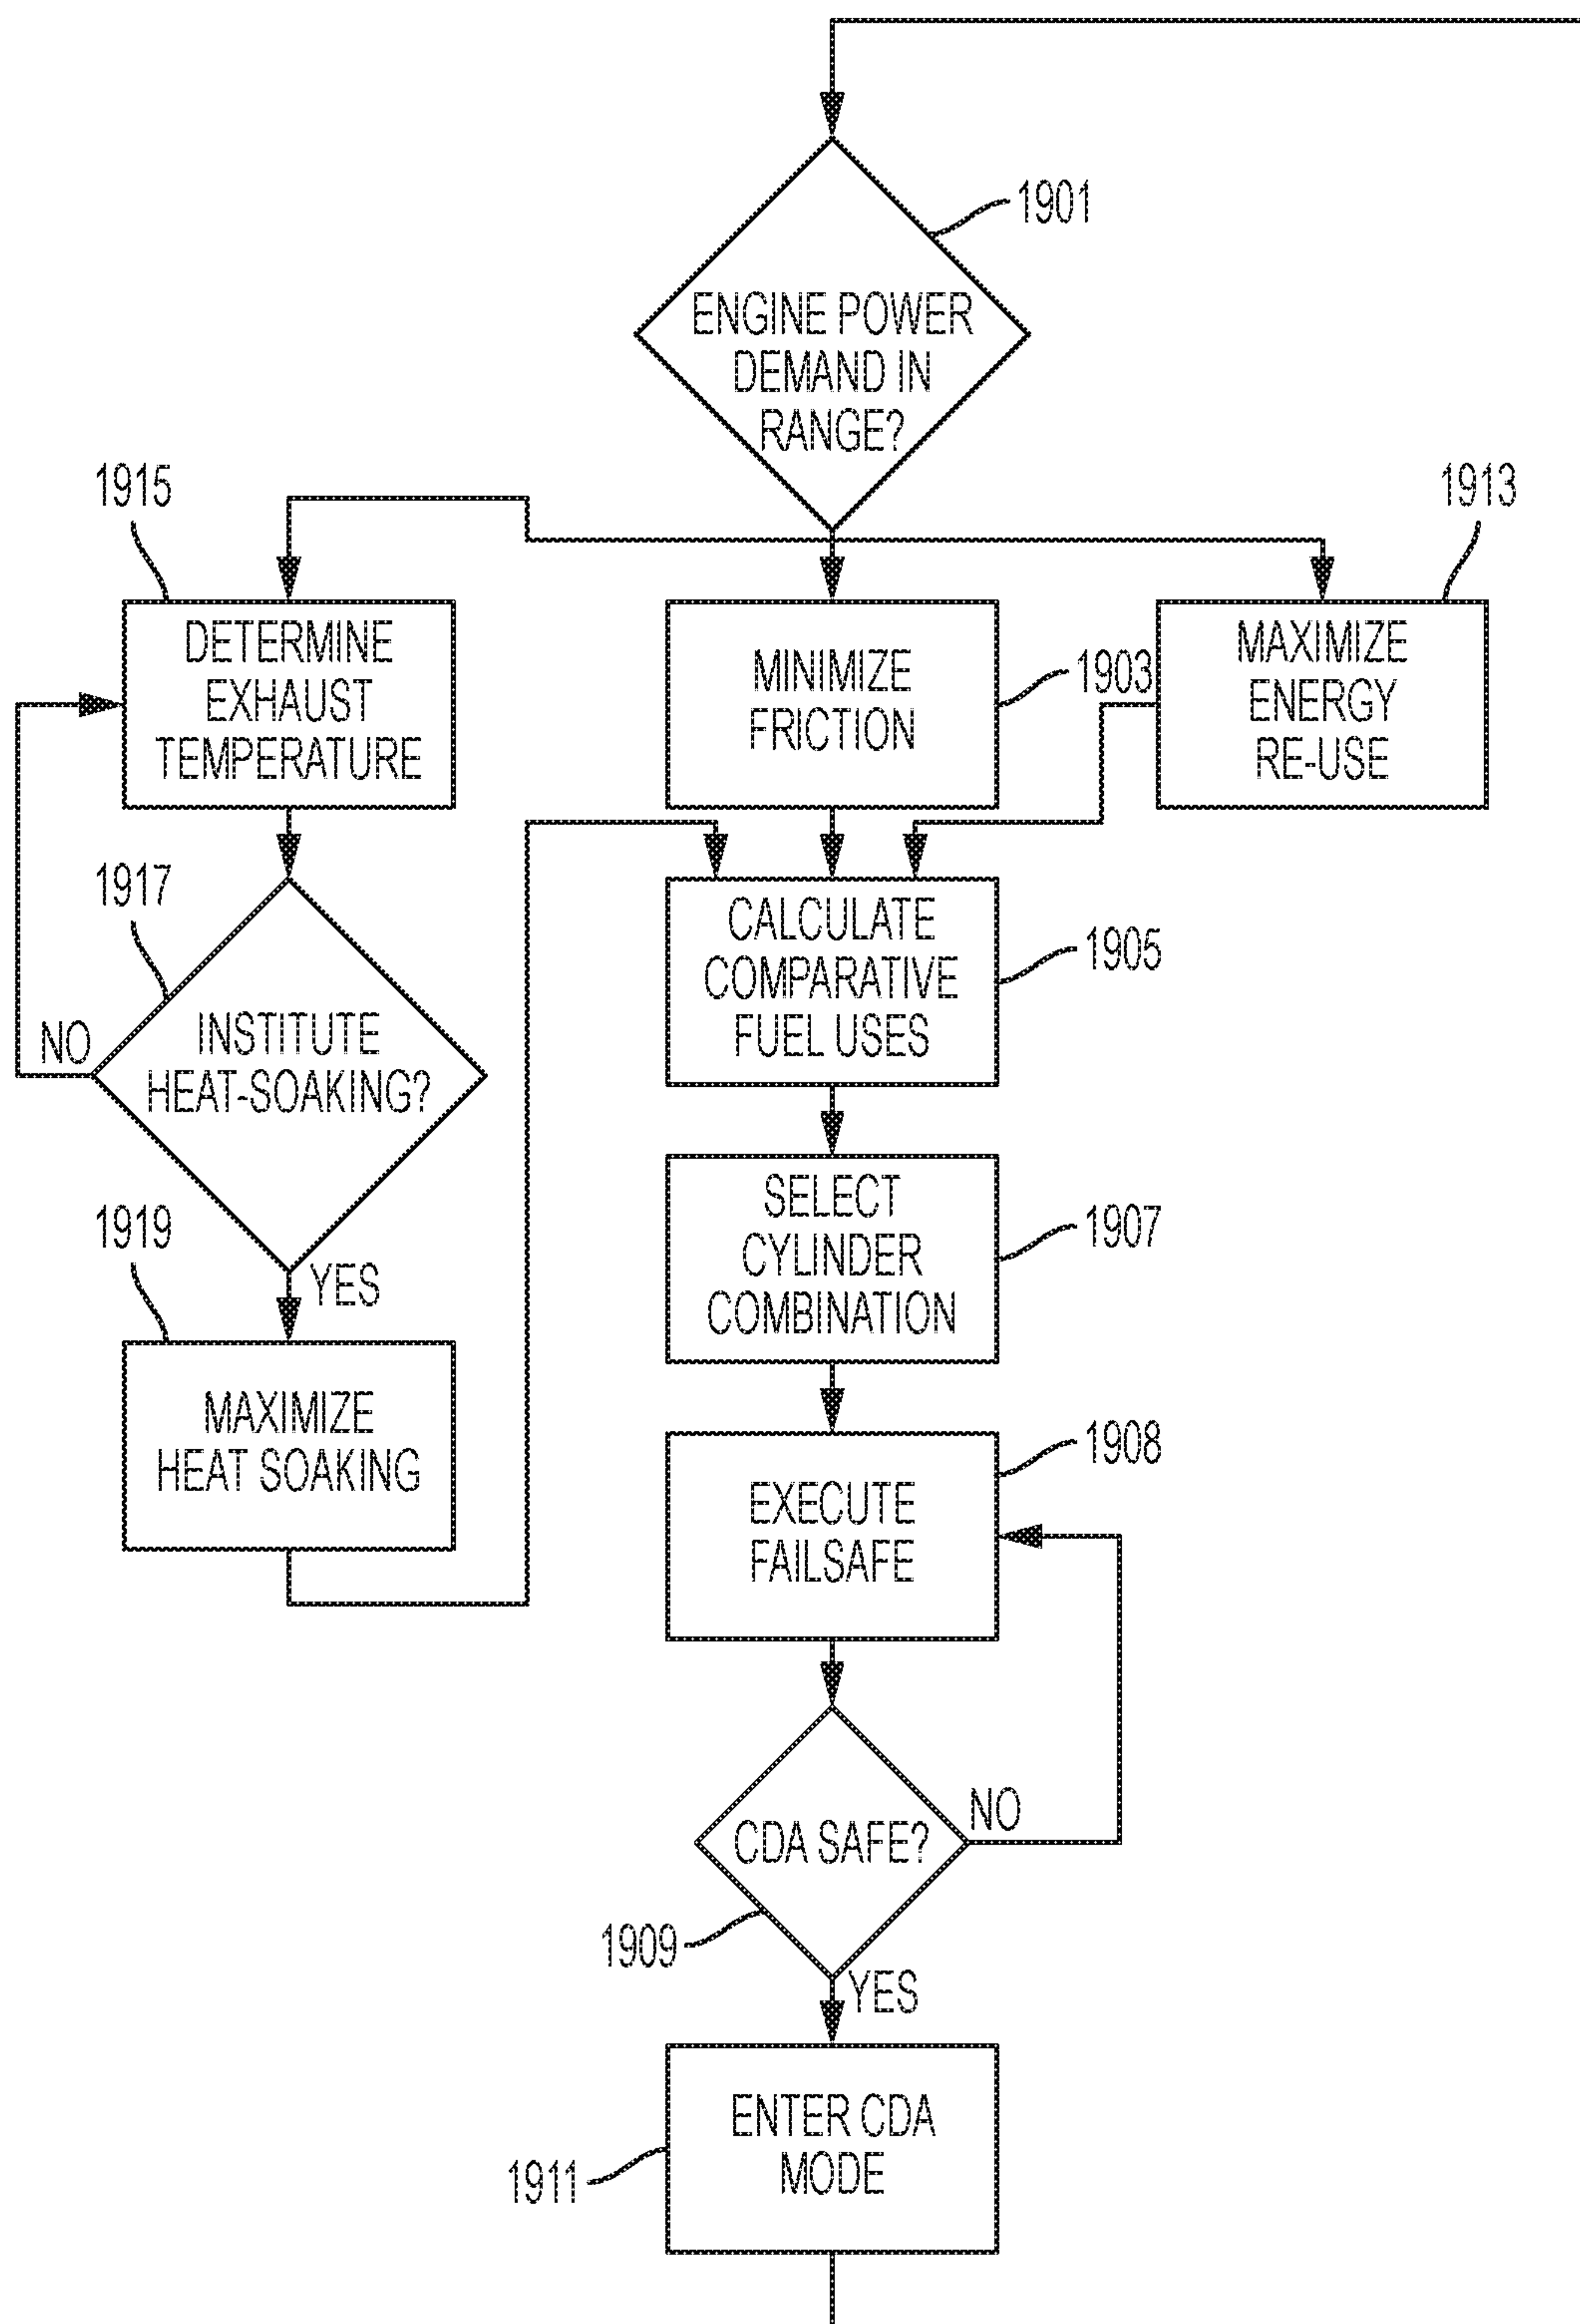 1901
ENGINE POWER
DEMAND IN
RANGE?
1915
1913
DETERMINE
EXHAUST
TEMPERATURE
MINIMIZE
FRICTION
1903
MAXIMIZE
ENERGY
RE-USE
1917
INSTITUTE
HEAT-SOAKING?
NO
YES
CALCULATE
COMPARATIVE
FUEL USES
1905
SELECT
CYLINDER
COMBINATION
1907
1919
MAXIMIZE
HEAT SOAKING
EXECUTE
FAILSAFE
1908
CDA SAFE?
NO
1909
YES
ENTER CDA
MODE
1911